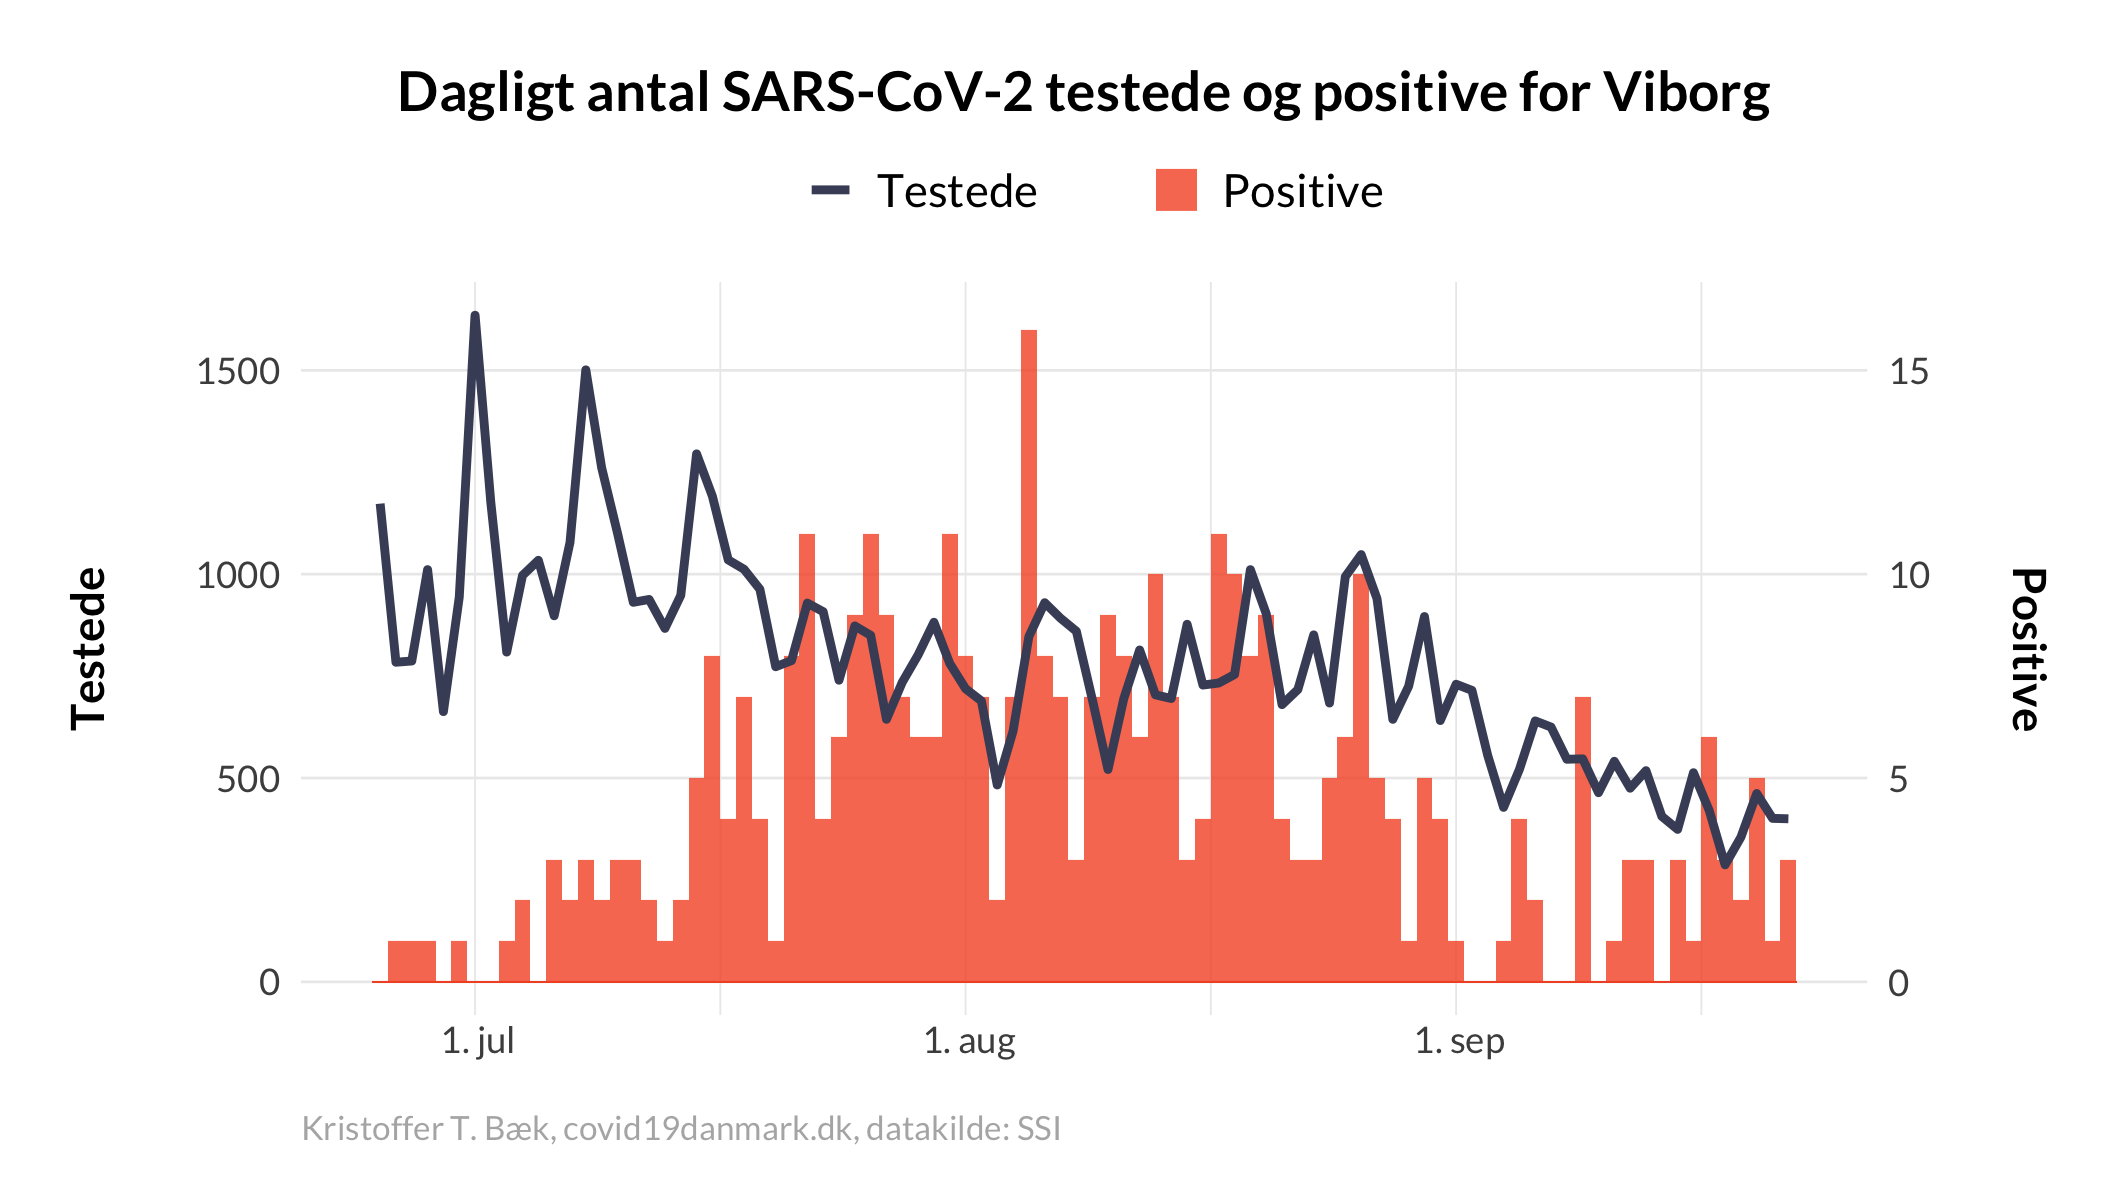 Dagligt antal SARS-CoV-2 testede og positive for Viborg
Testede
Positive
1500
1000
500
0
15
10
5
0
Testede
Positive
1. jul
1. aug
1. sep
Kristoffer T. Bæk, covid19danmark.dk, datakilde: SSI